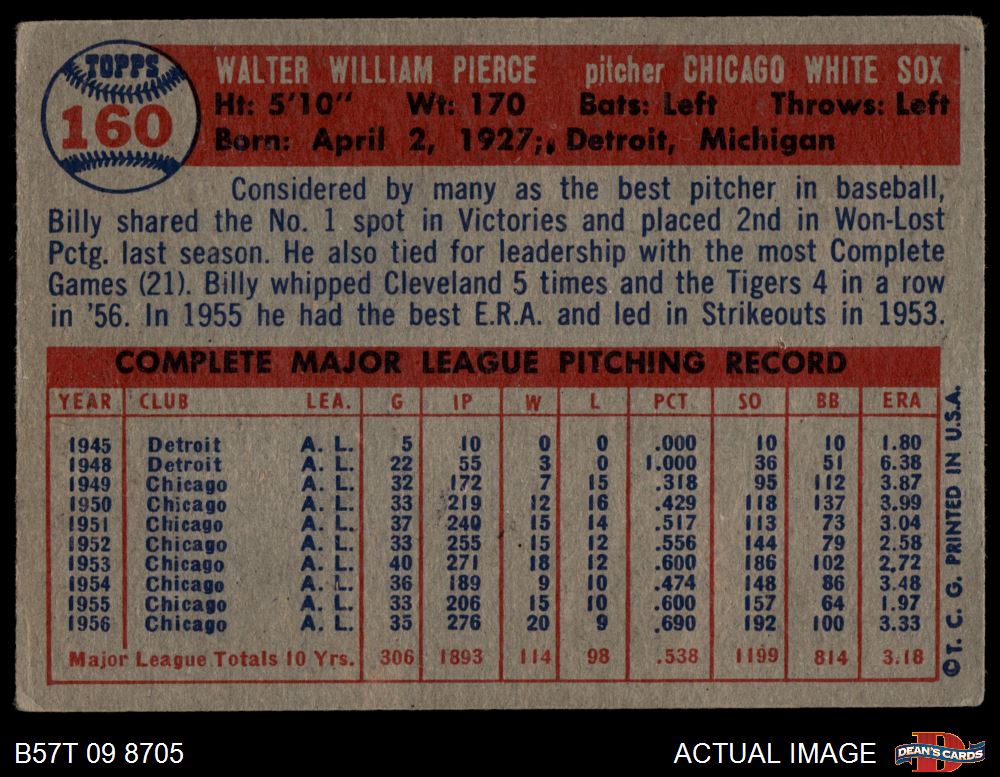 TOPPS
160
WALTER WILLIAM PIERCE pitcher CHICAGO WHITE SOX
Ht: 5'10" Wt: 170 Bats: Left Throws: Left
Born: April 2, 1927; Detroit, Michigan
Considered by many as the best pitcher in baseball,
Billy shared the No. 1 spot in Victories and placed 2nd in Won-Lost
Pctg. last season. He also tied for leadership with the most Complete
Games (21). Billy whipped Cleveland 5 times and the Tigers 4 in a row
in '56. In 1955 he had the best E.R.A. and led in Strikeouts in 1953.
COMPLETE MAJOR LEAGUE PITCHING RECORD
YEAR CLUB LEA. G IP W L PCT SO BB ERA
1945 Detroit A. L. 5 10 0 0 .000 10 10 1.80
1948 Detroit A. L. 22 55 3 0 1.000 36 51 6.38
1949 Chicago A. L. 32 172 7 15 .318 95 112 3.87
1950 Chicago A. L. 33 219 12 16 .429 118 137 3.99
1951 Chicago A. L. 37 240 15 14 .517 113 73 3.04
1952 Chicago A. L. 33 255 15 12 .556 144 79 2.58
1953 Chicago A. L. 40 271 18 12 .600 186 102 2.72
1954 Chicago A. L. 36 189 9 10 .474 148 86 3.48
1955 Chicago A. L. 33 206 15 10 .600 157 64 1.97
1956 Chicago A. L. 35 276 20 9 .690 192 100 3.33
Major League Totals 10 Yrs. 306 1893 114 98 .538 1199 814 3.18
© T. C. G. PRINTED IN U.S.A.
B57T 09 8705
ACTUAL IMAGE
DEAN'S CARDS